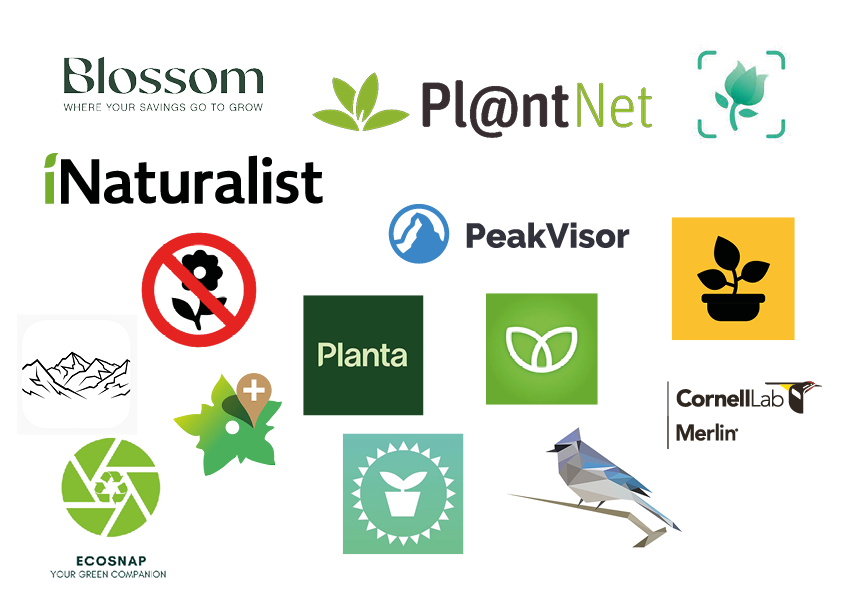 Blossom
WHERE YOUR SAVINGS GO TO GROW
Pl@ntNet
iNaturalist
PeakVisor
Planta
CornellLab
Merlin
ECOSNAP
YOUR GREEN COMPANION